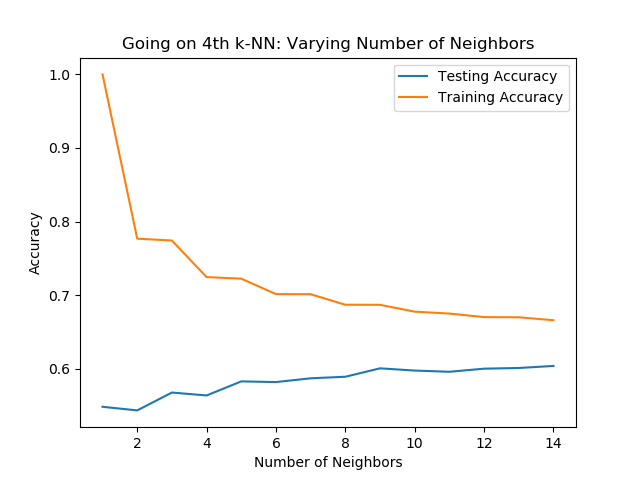 Going on 4th k-NN: Varying Number of Neighbors
Testing Accuracy
Training Accuracy
1.0
0.9
0.8
0.7
0.6
Accuracy
2 4 6 8 10 12 14
Number of Neighbors